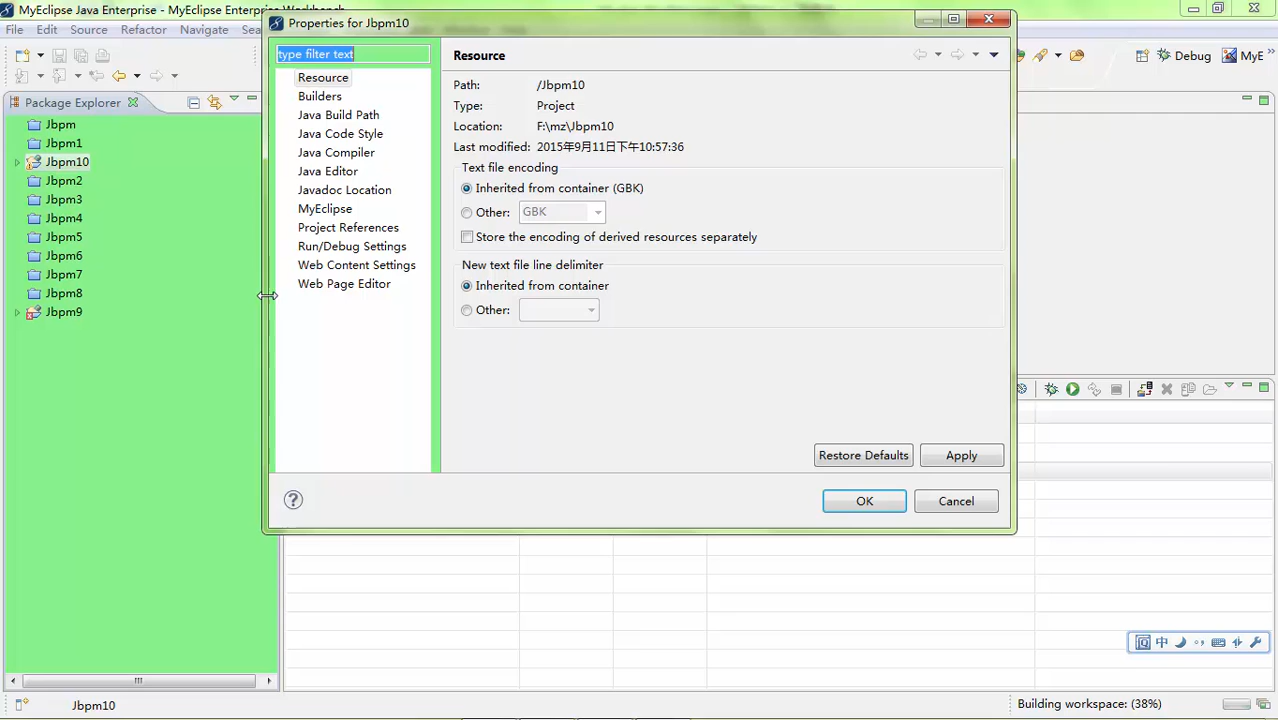 MyEclipse Java Enterprise - MyEclipse Enterprise Workbench
File Edit Source Refactor Navigate
Debug MyE
Package Explorer
Jbpm
Jbpm1
Jbpm10
Jbpm2
Jbpm3
Jbpm4
Jbpm5
Jbpm6
Jbpm7
Jbpm8
Jbpm9
Properties for Jbpm10
type filter text
Resource
Builders
Java Build Path
Java Code Style
Java Compiler
Java Editor
Javadoc Location
MyEclipse
Project References
Run/Debug Settings
Web Content Settings
Web Page Editor
Resource
Path: /Jbpm10
Type: Project
Location: F:\mz\Jbpm10
Last modified: 2015年9月11日下午10:57:36
Text file encoding
Inherited from container (GBK)
Other: GBK
Store the encoding of derived resources separately
New text file line delimiter
Inherited from container
Other:
Restore Defaults Apply
OK Cancel
中
Jbpm10
Building workspace: (38%)